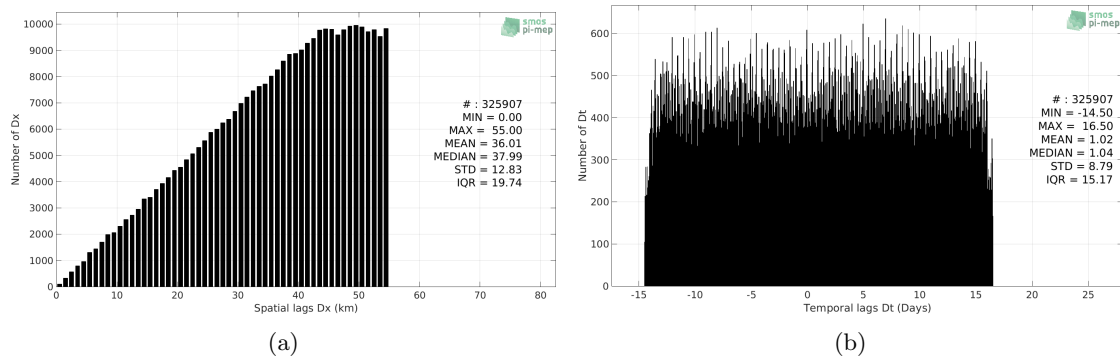 10000
9000
8000
7000
6000
5000
4000
3000
2000
1000
0
Number of Dx
0 10 20 30 40 50 60 70 80
Spatial lags Dx (km)
smos
pi-mep
# : 325907
MIN = 0.00
MAX = 55.00
MEAN = 36.01
MEDIAN = 37.99
STD = 12.83
IQR = 19.74
(a)
600
500
400
300
200
100
0
Number of Dt
-15 -10 -5 0 5 10 15 20 25
Temporal lags Dt (Days)
smos
pi-mep
# : 325907
MIN = -14.50
MAX = 16.50
MEAN = 1.02
MEDIAN = 1.04
STD = 8.79
IQR = 15.17
(b)